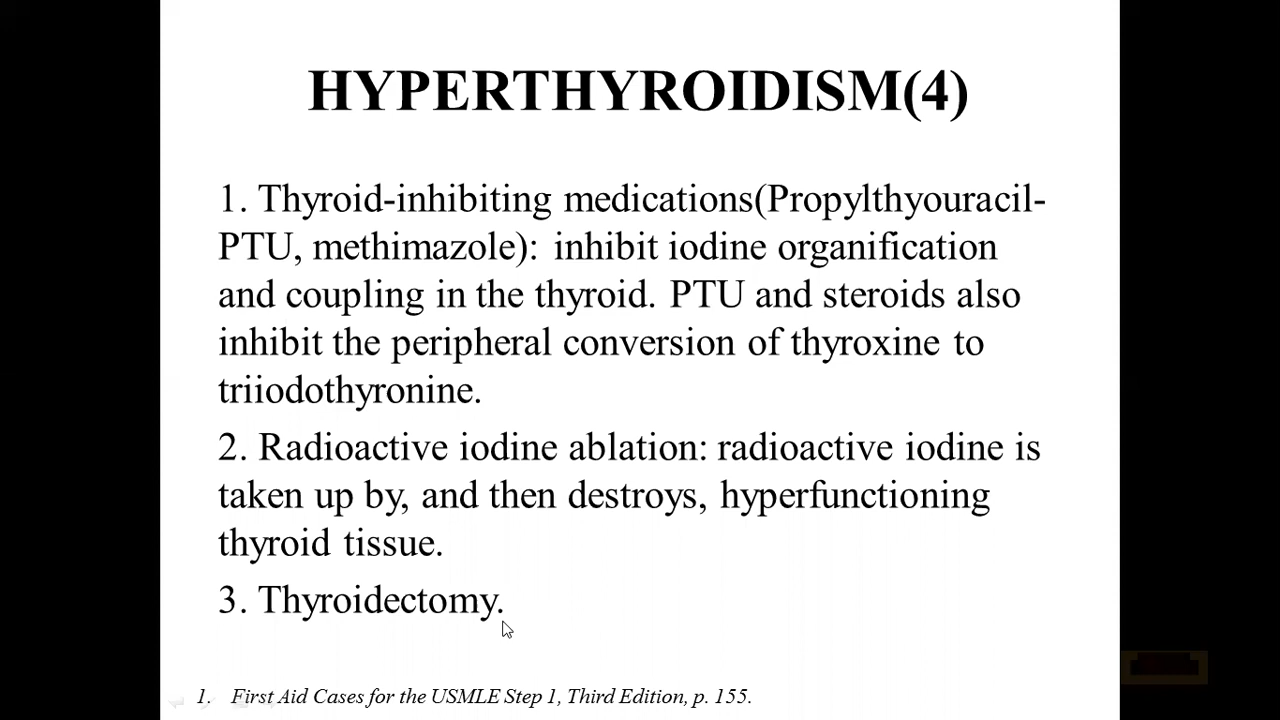 HYPERTHYROIDISM(4)
1. Thyroid-inhibiting medications(Propylthyouracil-
PTU, methimazole): inhibit iodine organification
and coupling in the thyroid. PTU and steroids also
inhibit the peripheral conversion of thyroxine to
triiodothyronine.
2. Radioactive iodine ablation: radioactive iodine is
taken up by, and then destroys, hyperfunctioning
thyroid tissue.
3. Thyroidectomy.
1. First Aid Cases for the USMLE Step 1, Third Edition, p. 155.